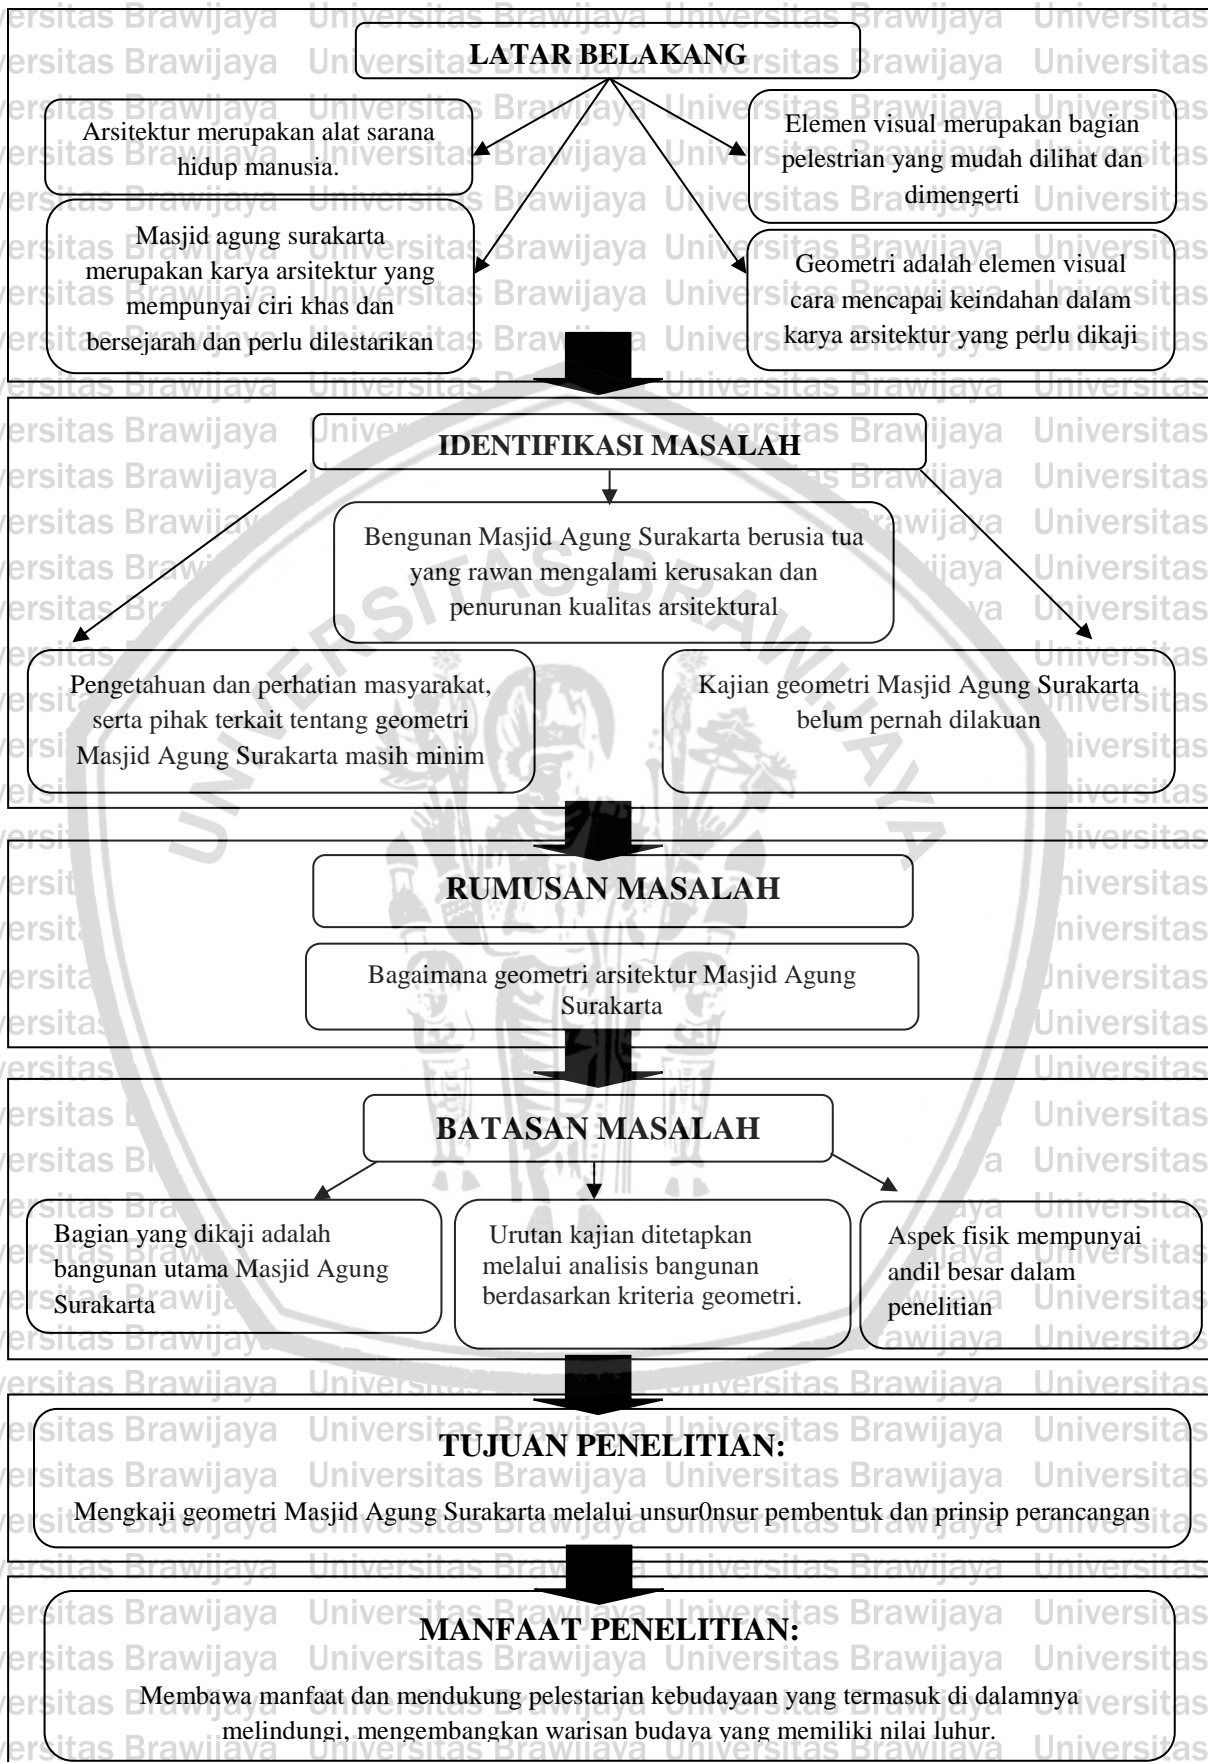 LATAR BELAKANG
Arsitektur merupakan alat sarana
hidup manusia.
Elemen visual merupakan bagian
pelestrian yang mudah dilihat dan
dimengerti
Masjid agung surakarta
merupakan karya arsitektur yang
mempunyai ciri khas dan
bersejarah dan perlu dilestarikan
Geometri adalah elemen visual
cara mencapai keindahan dalam
karya arsitektur yang perlu dikaji
IDENTIFIKASI MASALAH
Bengunan Masjid Agung Surakarta berusia tua
yang rawan mengalami kerusakan dan
penurunan kualitas arsitektural
Pengetahuan dan perhatian masyarakat,
serta pihak terkait tentang geometri
Masjid Agung Surakarta masih minim
Kajian geometri Masjid Agung Surakarta
belum pernah dilakuan
UNIVERSITAS BRAWIJAYA
RUMUSAN MASALAH
Bagaimana geometri arsitektur Masjid Agung
Surakarta
BATASAN MASALAH
Bagian yang dikaji adalah
bangunan utama Masjid Agung
Surakarta
Urutan kajian ditetapkan
melalui analisis bangunan
berdasarkan kriteria geometri.
Aspek fisik mempunyai
andil besar dalam
penelitian
TUJUAN PENELITIAN:
Mengkaji geometri Masjid Agung Surakarta melalui unsur0nsur pembentuk dan prinsip perancangan
MANFAAT PENELITIAN:
Membawa manfaat dan mendukung pelestarian kebudayaan yang termasuk di dalamnya
melindungi, mengembangkan warisan budaya yang memiliki nilai luhur.